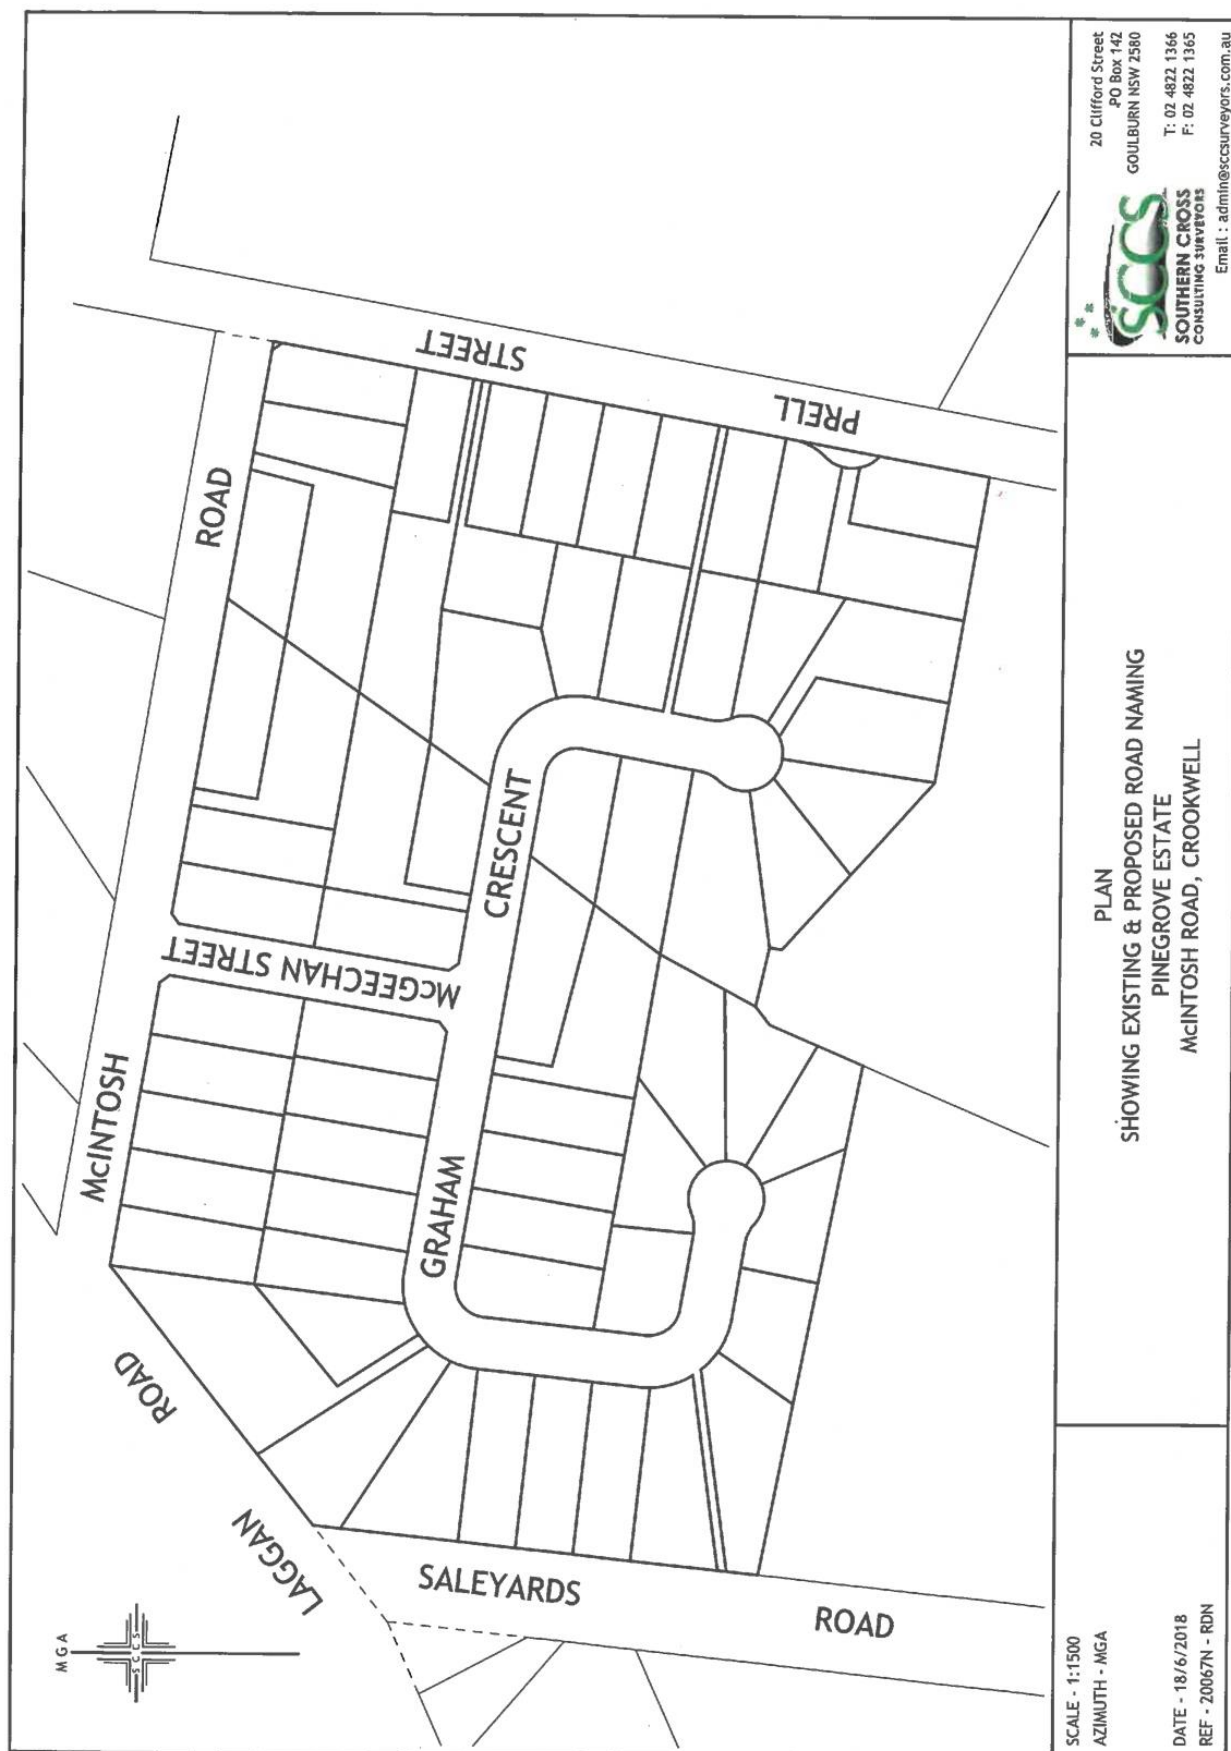 MGA
SCCS
LAGGAN
ROAD
SALEYARDS
ROAD
McINTOSH
ROAD
McGEECHAN STREET
GRAHAM
CRESCENT
PRELL
STREET
SCALE - 1:1500
AZIMUTH - MGA
DATE - 18/6/2018
REF - 20067N - RDN
PLAN
SHOWING EXISTING & PROPOSED ROAD NAMING
PINEGROVE ESTATE
McINTOSH ROAD, CROOKWELL
SCCS
SOUTHERN CROSS
CONSULTING SURVEYORS
20 Clifford Street
PO Box 142
GOULBURN NSW 2580
T: 02 4822 1366
F: 02 4822 1365
Email : admin@sccsurveyors.com.au